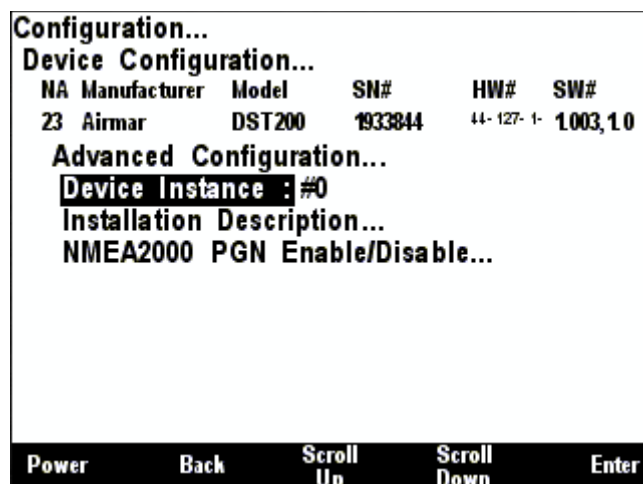 Configuration...
Device Configuration...
NA Manufacturer Model SN# HW# SW#
23 Airmar DST200 1933844 44-127-1- 1.003,1.0
Advanced Configuration...
Device Instance : #0
Installation Description...
NMEA2000 PGN Enable/Disable...
Power Back Scroll Up Scroll Down Enter